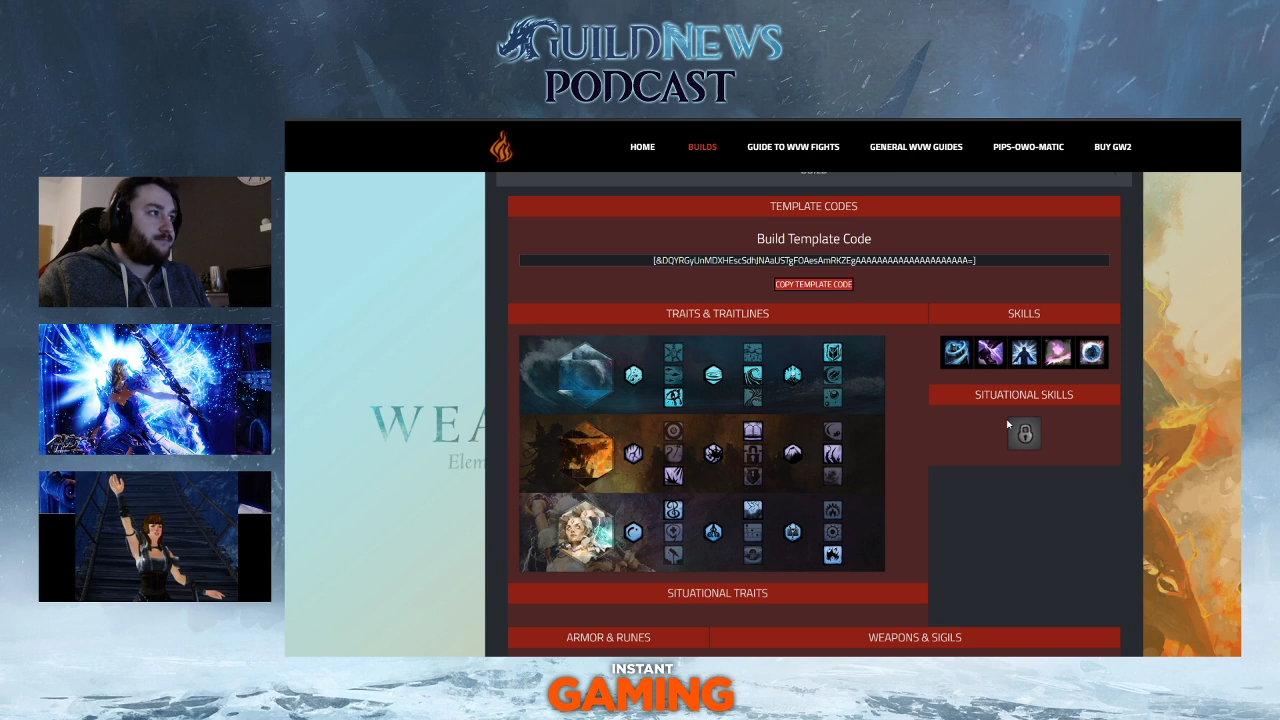 GUILDNEWS
PODCAST
HOME BUILDS GUIDE TO WVW FIGHTS GENERAL WVW GUIDES PIPS-OWO-MATIC BUY GW2
TEMPLATE CODES
Build Template Code
COPY TEMPLATE CODE
TRAITS & TRAITLINES
SKILLS
SITUATIONAL SKILLS
WEA
Elem
SITUATIONAL TRAITS
ARMOR & RUNES
WEAPONS & SIGILS
INSTANT
GAMING